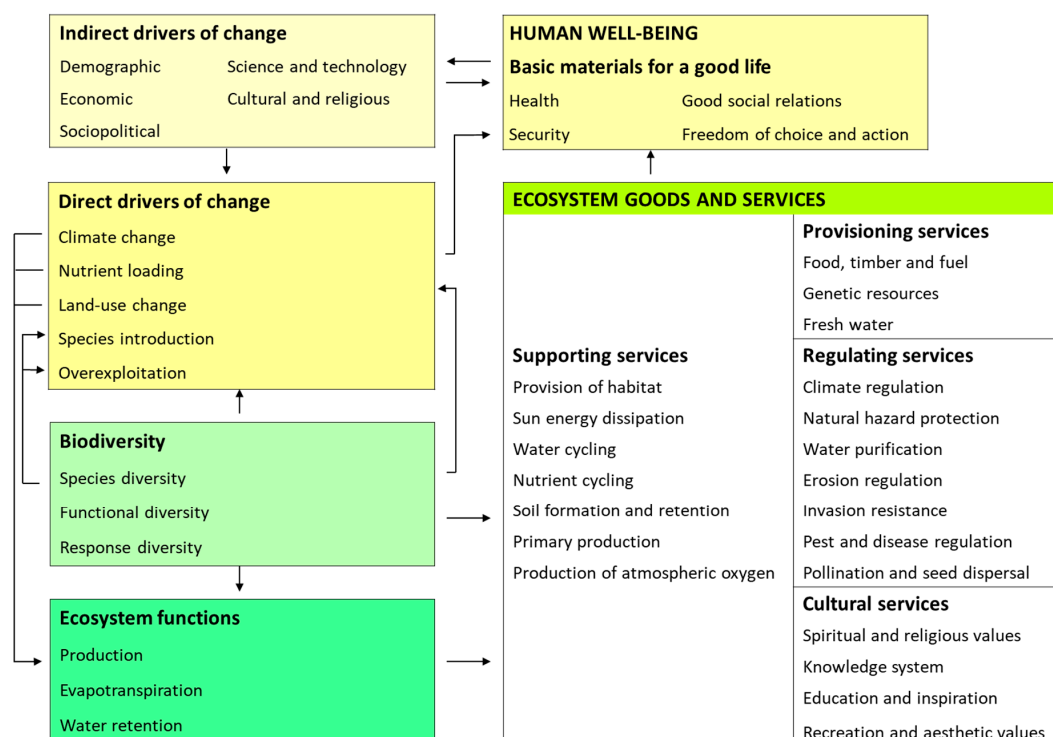 Indirect drivers of change
Demographic Science and technology
Economic Cultural and religious
Sociopolitical
HUMAN WELL-BEING
Basic materials for a good life
Health Good social relations
Security Freedom of choice and action
Direct drivers of change
Climate change
Nutrient loading
Land-use change
Species introduction
Overexploitation
Biodiversity
Species diversity
Functional diversity
Response diversity
Ecosystem functions
Production
Evapotranspiration
Water retention
ECOSYSTEM GOODS AND SERVICES
Supporting services
Provision of habitat
Sun energy dissipation
Water cycling
Nutrient cycling
Soil formation and retention
Primary production
Production of atmospheric oxygen
Provisioning services
Food, timber and fuel
Genetic resources
Fresh water
Regulating services
Climate regulation
Natural hazard protection
Water purification
Erosion regulation
Invasion resistance
Pest and disease regulation
Pollination and seed dispersal
Cultural services
Spiritual and religious values
Knowledge system
Education and inspiration
Recreation and aesthetic values